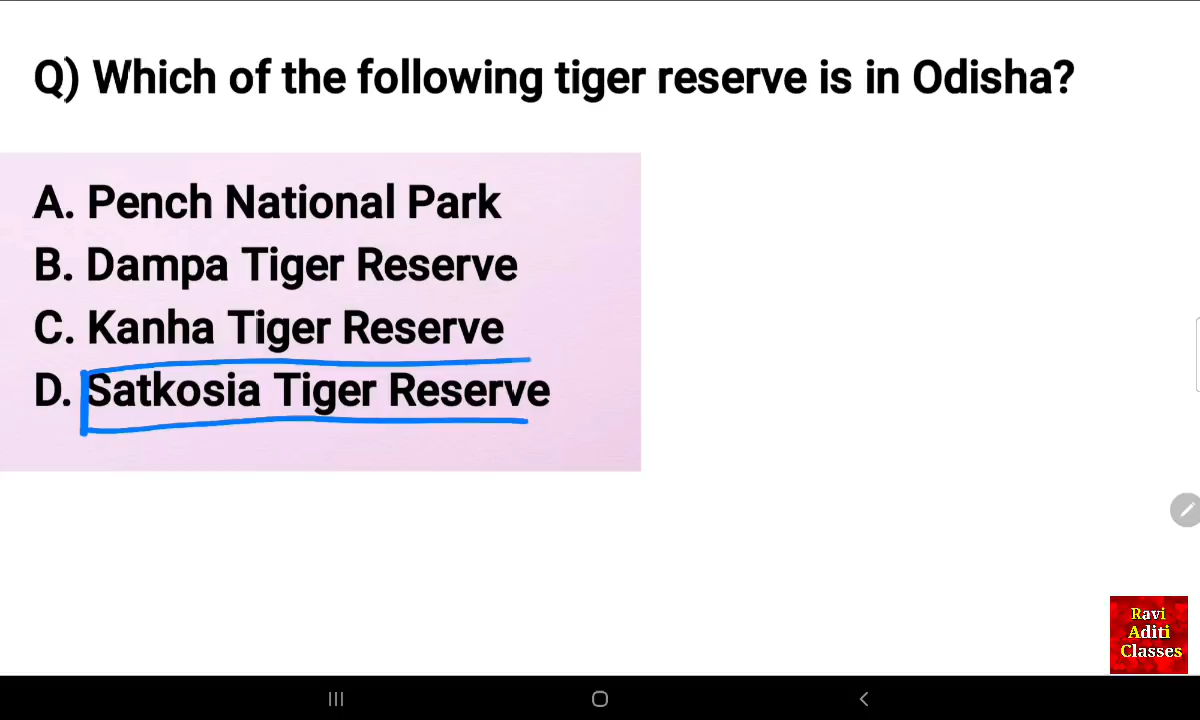 Q) Which of the following tiger reserve is in Odisha?
A. Pench National Park
B. Dampa Tiger Reserve
C. Kanha Tiger Reserve
D. Satkosia Tiger Reserve
Ravi
Aditi
Classes